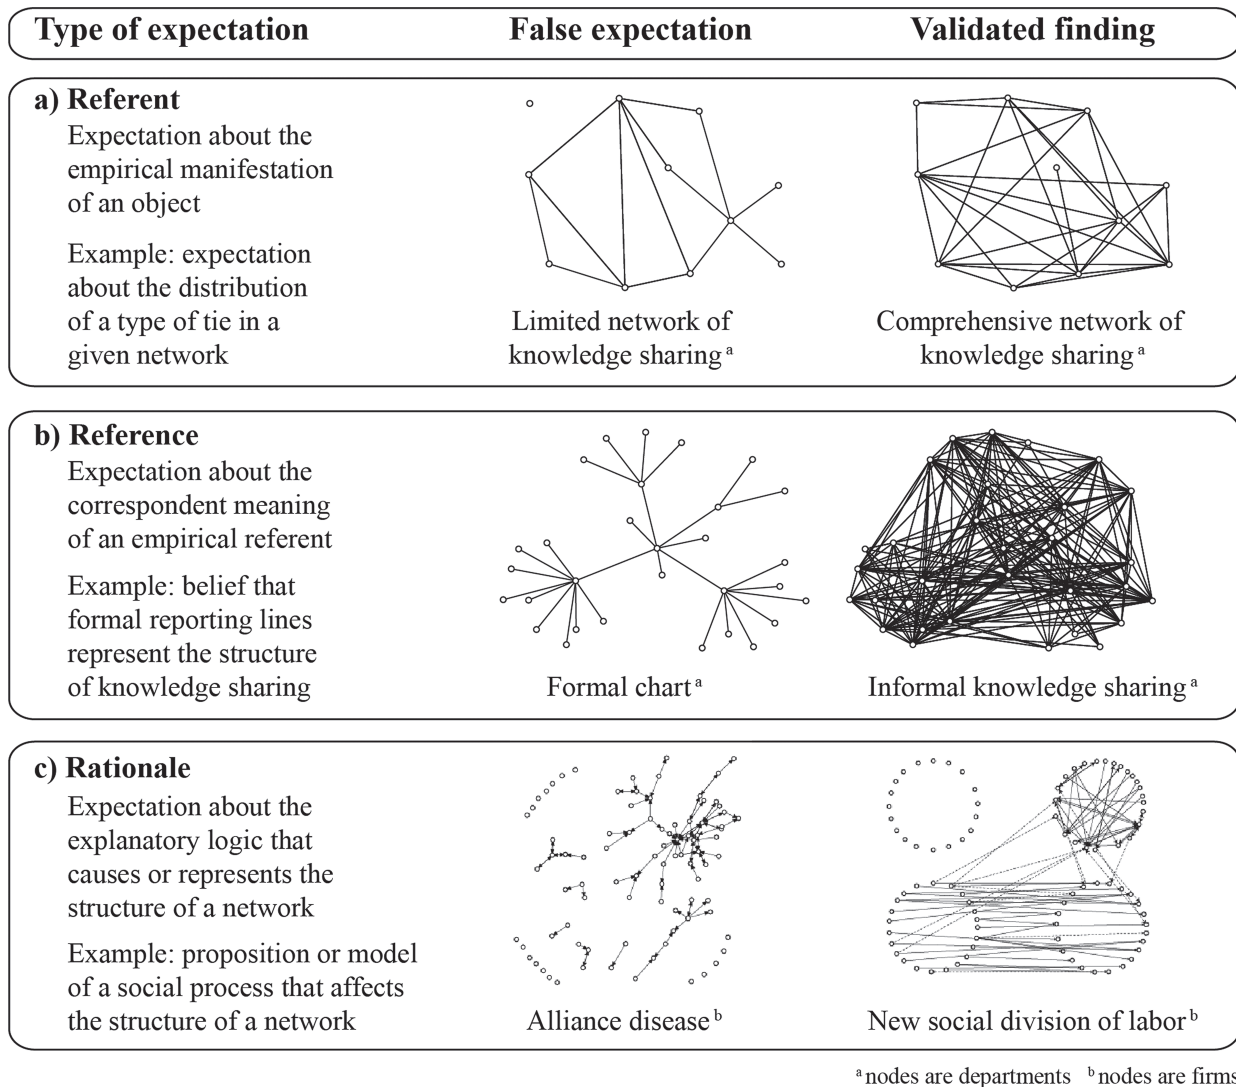 Type of expectation False expectation Validated finding
a) Referent
Expectation about the
empirical manifestation
of an object
Example: expectation
about the distribution
of a type of tie in a
given network
Limited network of
knowledge sharing a
Comprehensive network of
knowledge sharing a
b) Reference
Expectation about the
correspondent meaning
of an empirical referent
Example: belief that
formal reporting lines
represent the structure
of knowledge sharing
Formal chart a
Informal knowledge sharing a
c) Rationale
Expectation about the
explanatory logic that
causes or represents the
structure of a network
Example: proposition or model
of a social process that affects
the structure of a network
Alliance disease b
New social division of labor b
a nodes are departments b nodes are firms